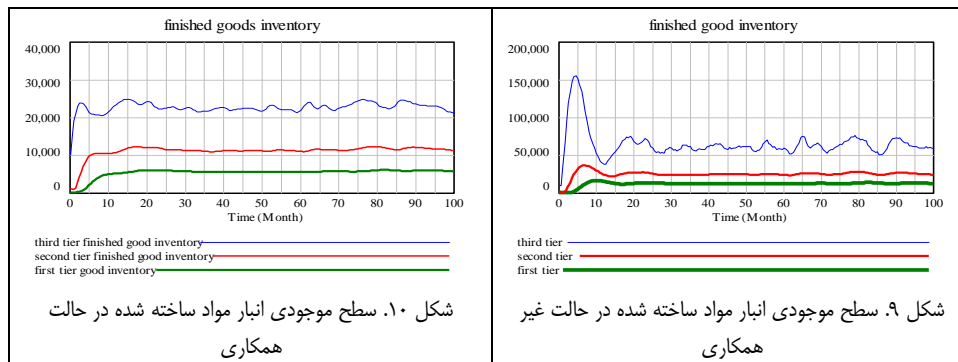 finished goods inventory
40,000
30,000
20,000
10,000
0
0 10 20 30 40 50 60 70 80 90 100
Time (Month)
third tier finished good inventory
second tier finished good inventory
first tier good inventory
شکل ۱۰. سطح موجودی انبار مواد ساخته شده در حالت
همکاری
finished good inventory
200,000
150,000
100,000
50,000
0
0 10 20 30 40 50 60 70 80 90 100
Time (Month)
third tier
second tier
first tier
شکل ۹. سطح موجودی انبار مواد ساخته شده در حالت غیر
همکاری